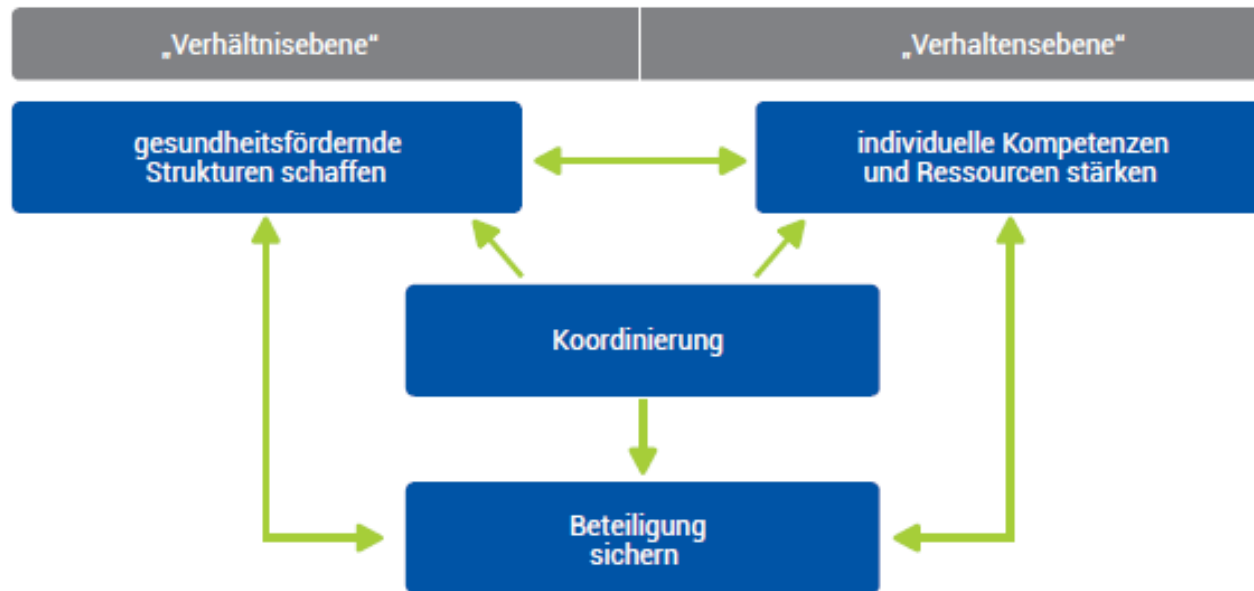 „Verhältnisebene“
„Verhaltensebene“
gesundheitsfördernde
Strukturen schaffen
individuelle Kompetenzen
und Ressourcen stärken
Koordinierung
Beteiligung
sichern